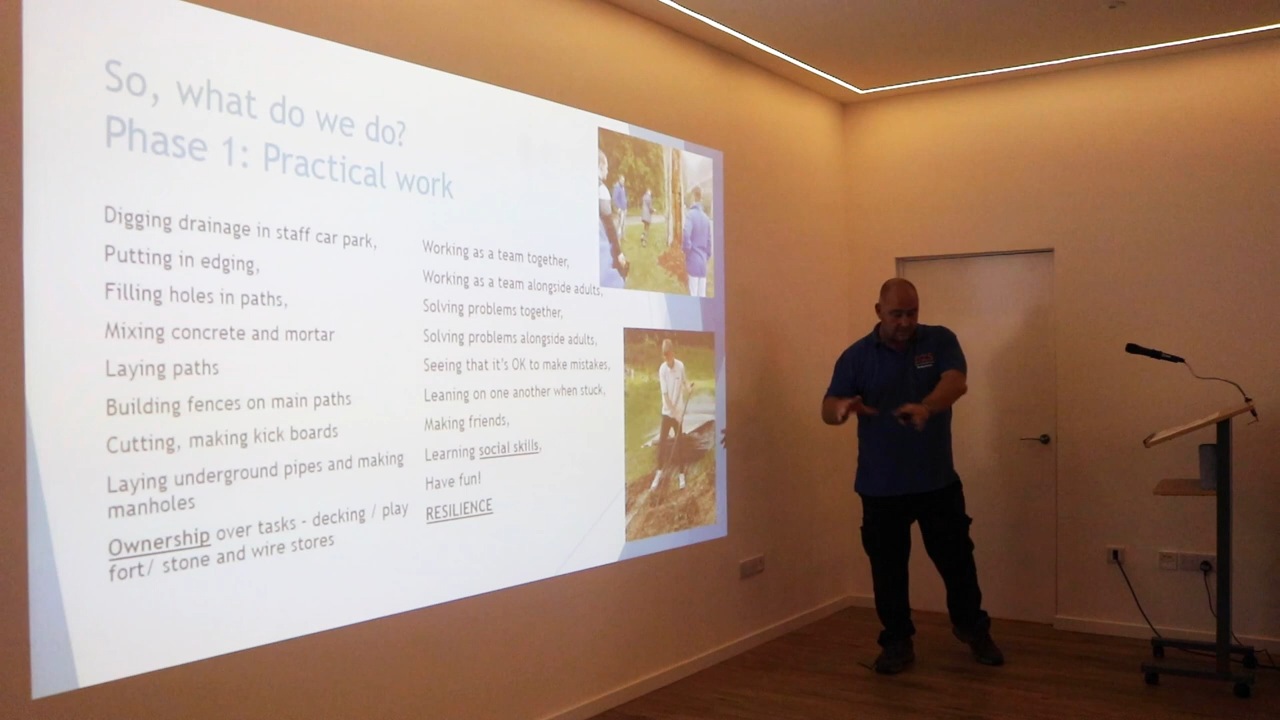 So, what do we do?
Phase 1: Practical work
Digging drainage in staff car park,
Putting in edging,
Filling holes in paths,
Mixing concrete and mortar
Laying paths
Building fences on main paths
Cutting, making kick boards
Laying underground pipes and making
manholes
Ownership over tasks - decking / play
fort/ stone and wire stores
Working as a team together,
Working as a team alongside adults,
Solving problems together,
Solving problems alongside adults,
Seeing that it's OK to make mistakes,
Leaning on one another when stuck,
Making friends,
Learning social skills,
Have fun!
RESILIENCE